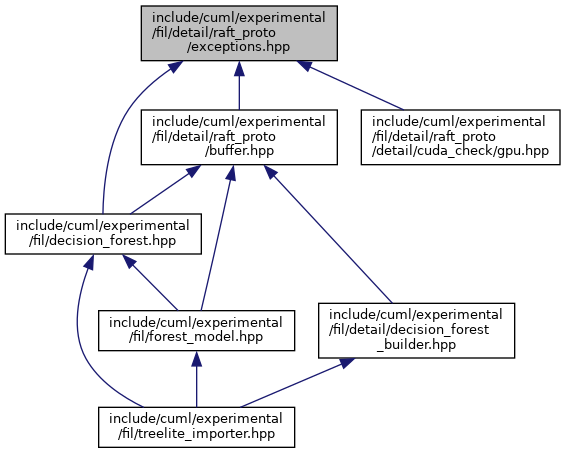 include/cuml/experimental
/fil/detail/raft_proto
/exceptions.hpp
include/cuml/experimental
/fil/detail/raft_proto
/buffer.hpp
include/cuml/experimental
/fil/detail/raft_proto
/detail/cuda_check/gpu.hpp
include/cuml/experimental
/fil/decision_forest.hpp
include/cuml/experimental
/fil/forest_model.hpp
include/cuml/experimental
/fil/detail/decision_forest
_builder.hpp
include/cuml/experimental
/fil/treelite_importer.hpp